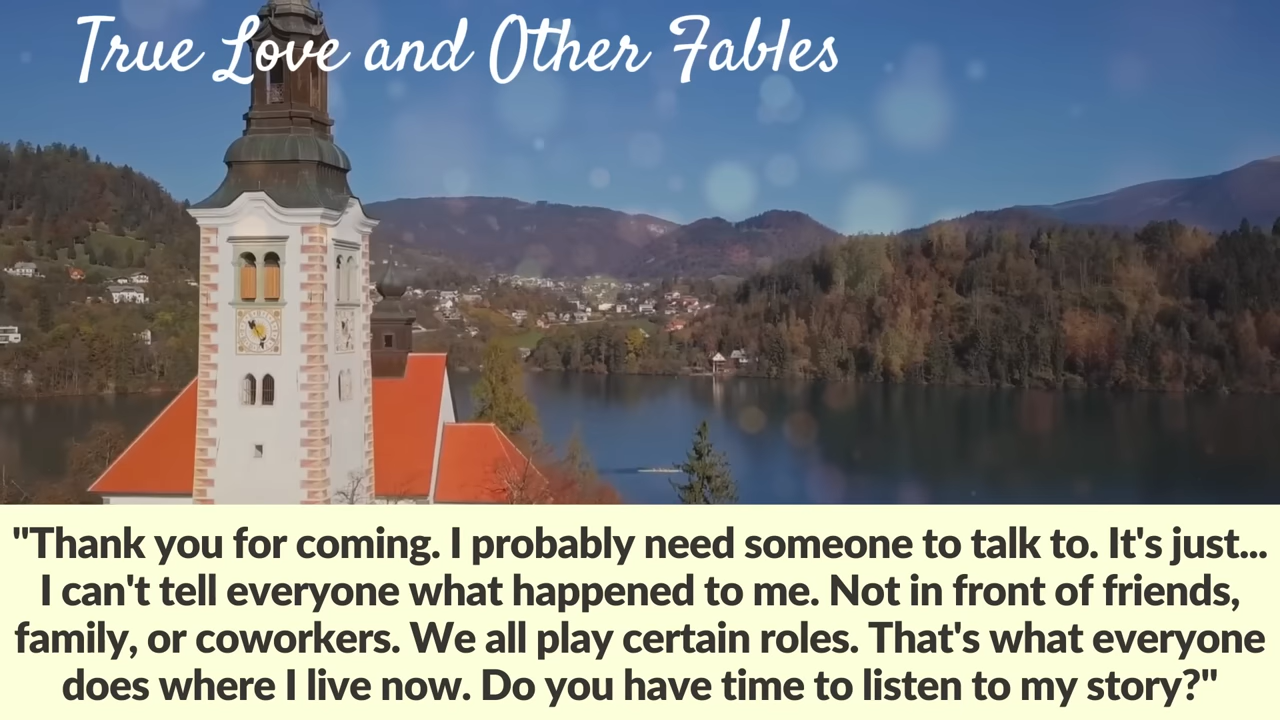 True Love and Other Fables
"Thank you for coming. I probably need someone to talk to. It's just...
I can't tell everyone what happened to me. Not in front of friends,
family, or coworkers. We all play certain roles. That's what everyone
does where I live now. Do you have time to listen to my story?"